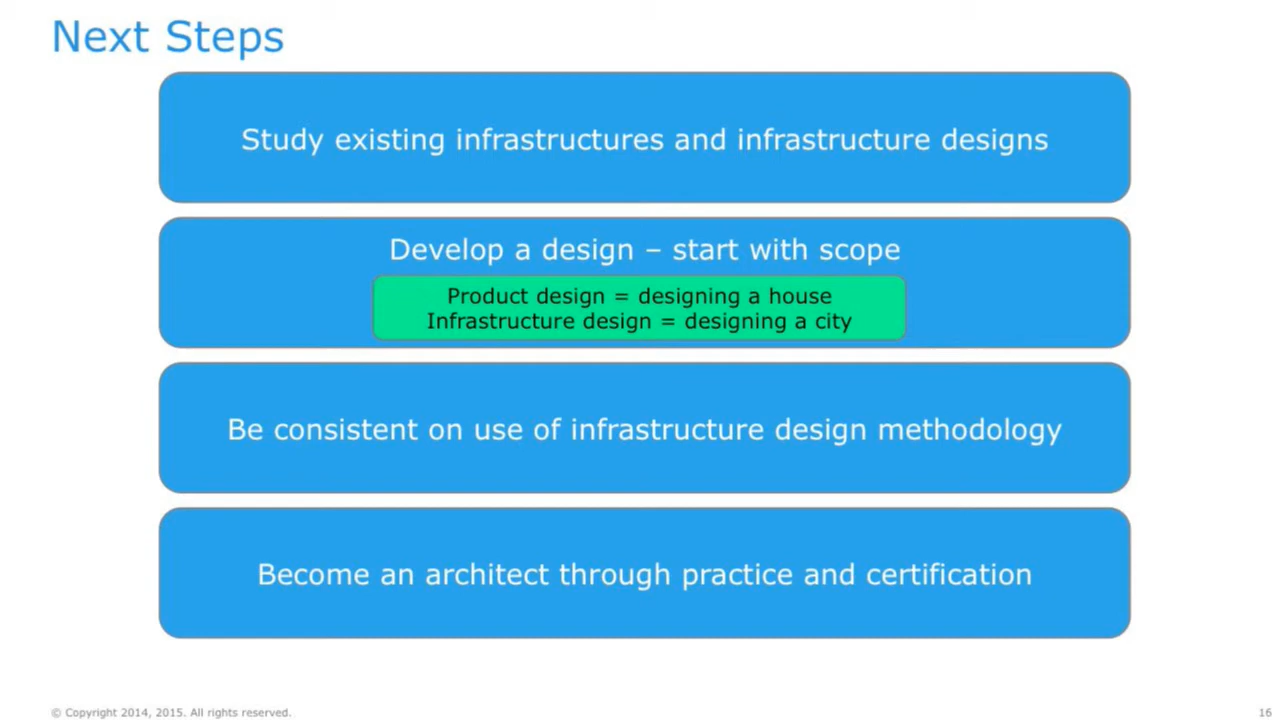 Next Steps
Study existing infrastructures and infrastructure designs
Develop a design – start with scope
Product design = designing a house
Infrastructure design = designing a city
Be consistent on use of infrastructure design methodology
Become an architect through practice and certification
© Copyright 2014, 2015. All rights reserved.
16